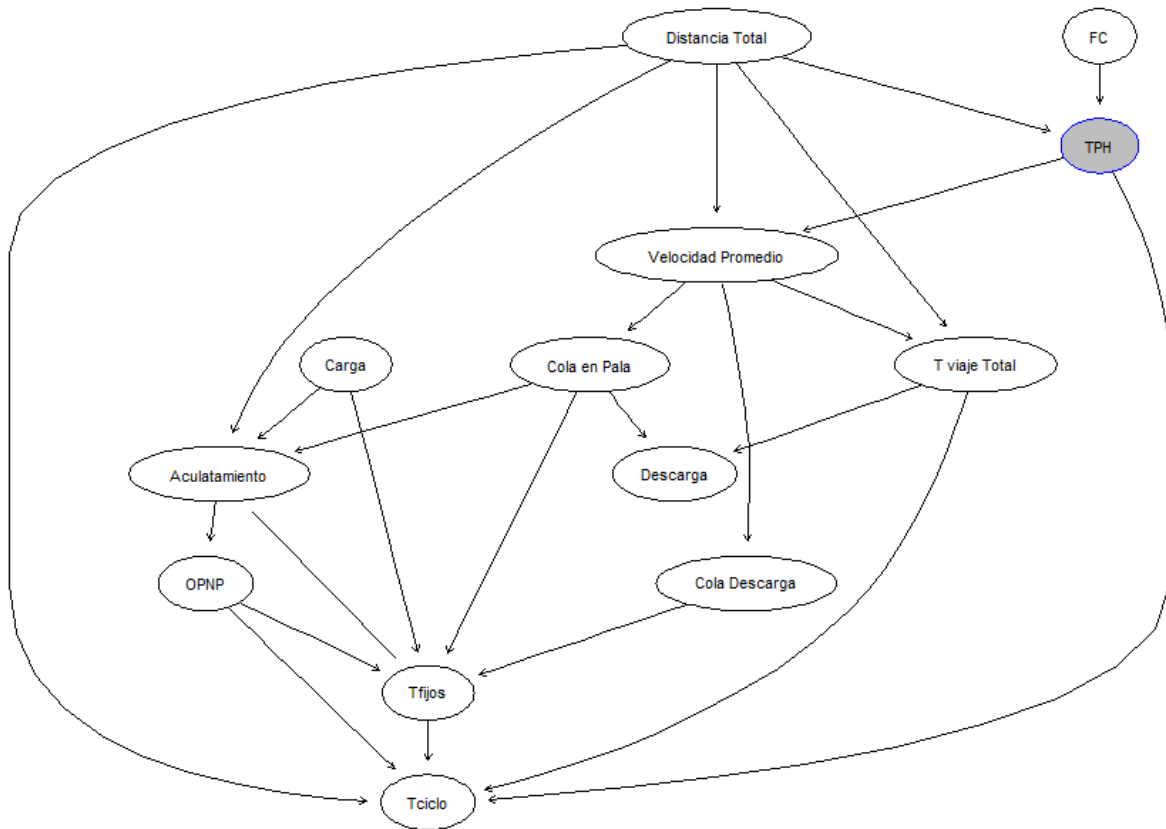 Distancia Total
FC
TPH
Velocidad Promedio
Carga
Cola en Pala
T viaje Total
Aculatamiento
Descarga
OPNP
Cola Descarga
Tfijos
Tciclo